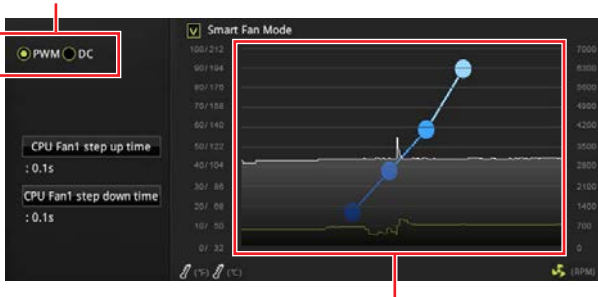 V Smart Fan Mode
PWM DC
100/212
90/194
80/176
70/158
60/140
50/122
40/104
30/ 86
20/ 68
10/ 50
0/ 32
7000
6300
5600
4900
4200
3500
2800
2100
1400
700
0
CPU Fan1 step up time
: 0.1s
CPU Fan1 step down time
: 0.1s
(°F) (°C)
(RPM)